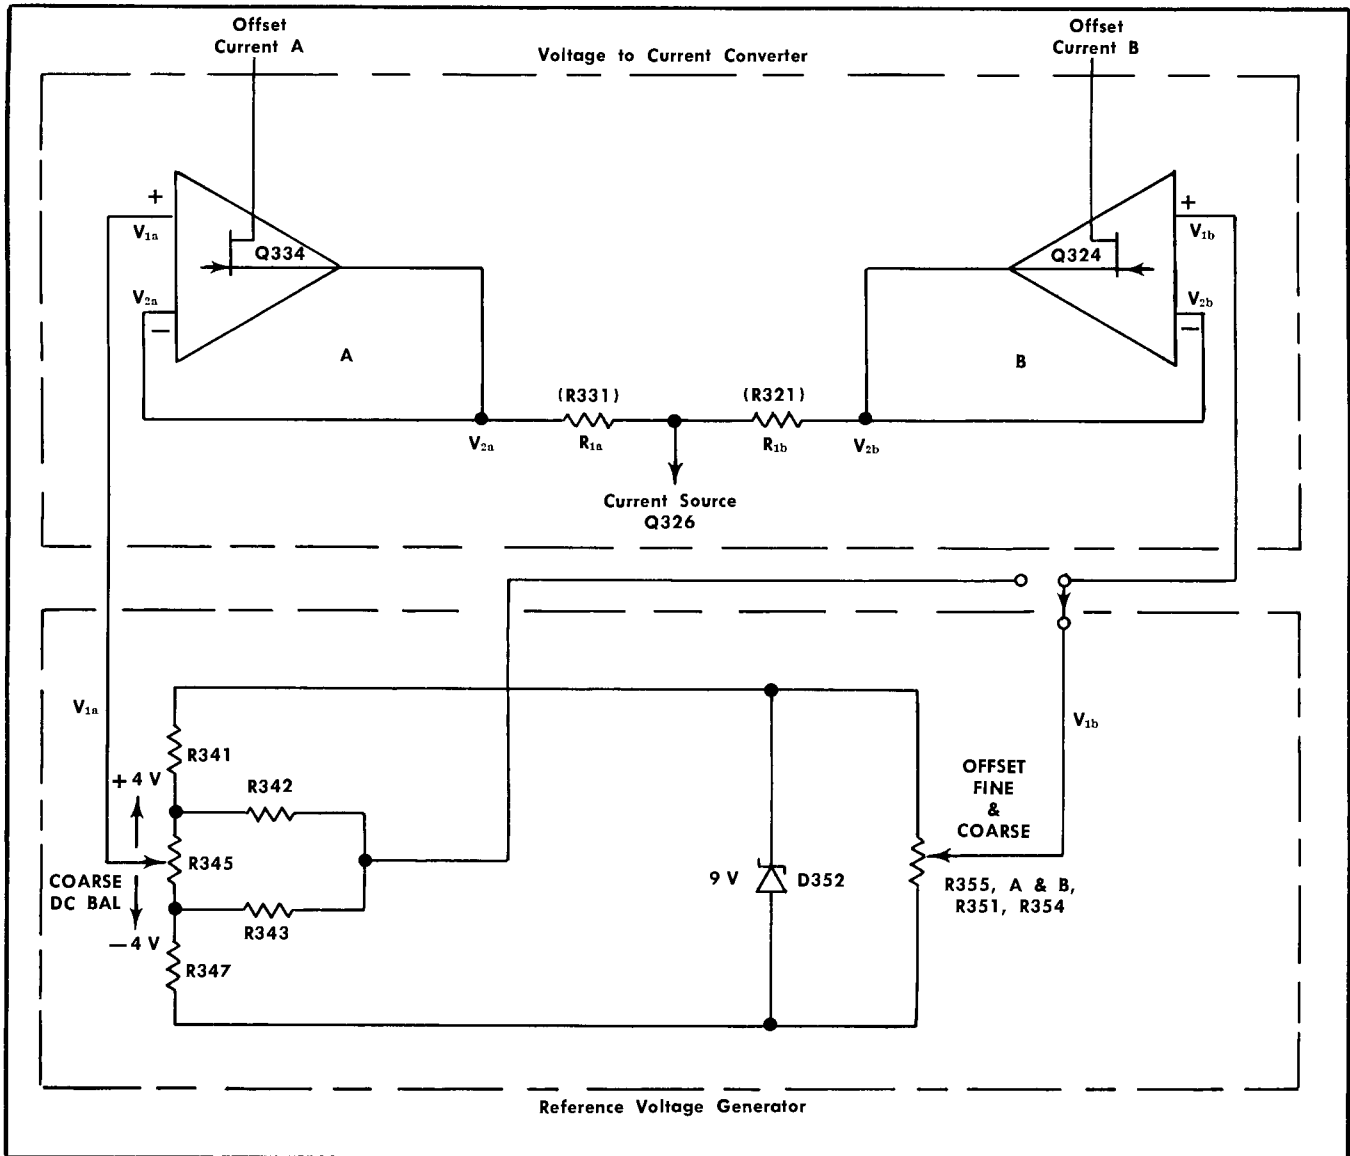 Offset
Current A
Voltage to Current Converter
Offset
Current B
+
V1a
Q334
V2a
—
A
+
V1b
Q324
V2b
—
B
(R331)
(R321)
V2a
R1a
R1b
V2b
Current Source
Q326
V1a
V1b
R341
+4 V
R342
R345
COARSE
DC BAL
—4 V
R343
R347
9 V
D352
OFFSET
FINE
&
COARSE
R355, A & B,
R351, R354
Reference Voltage Generator